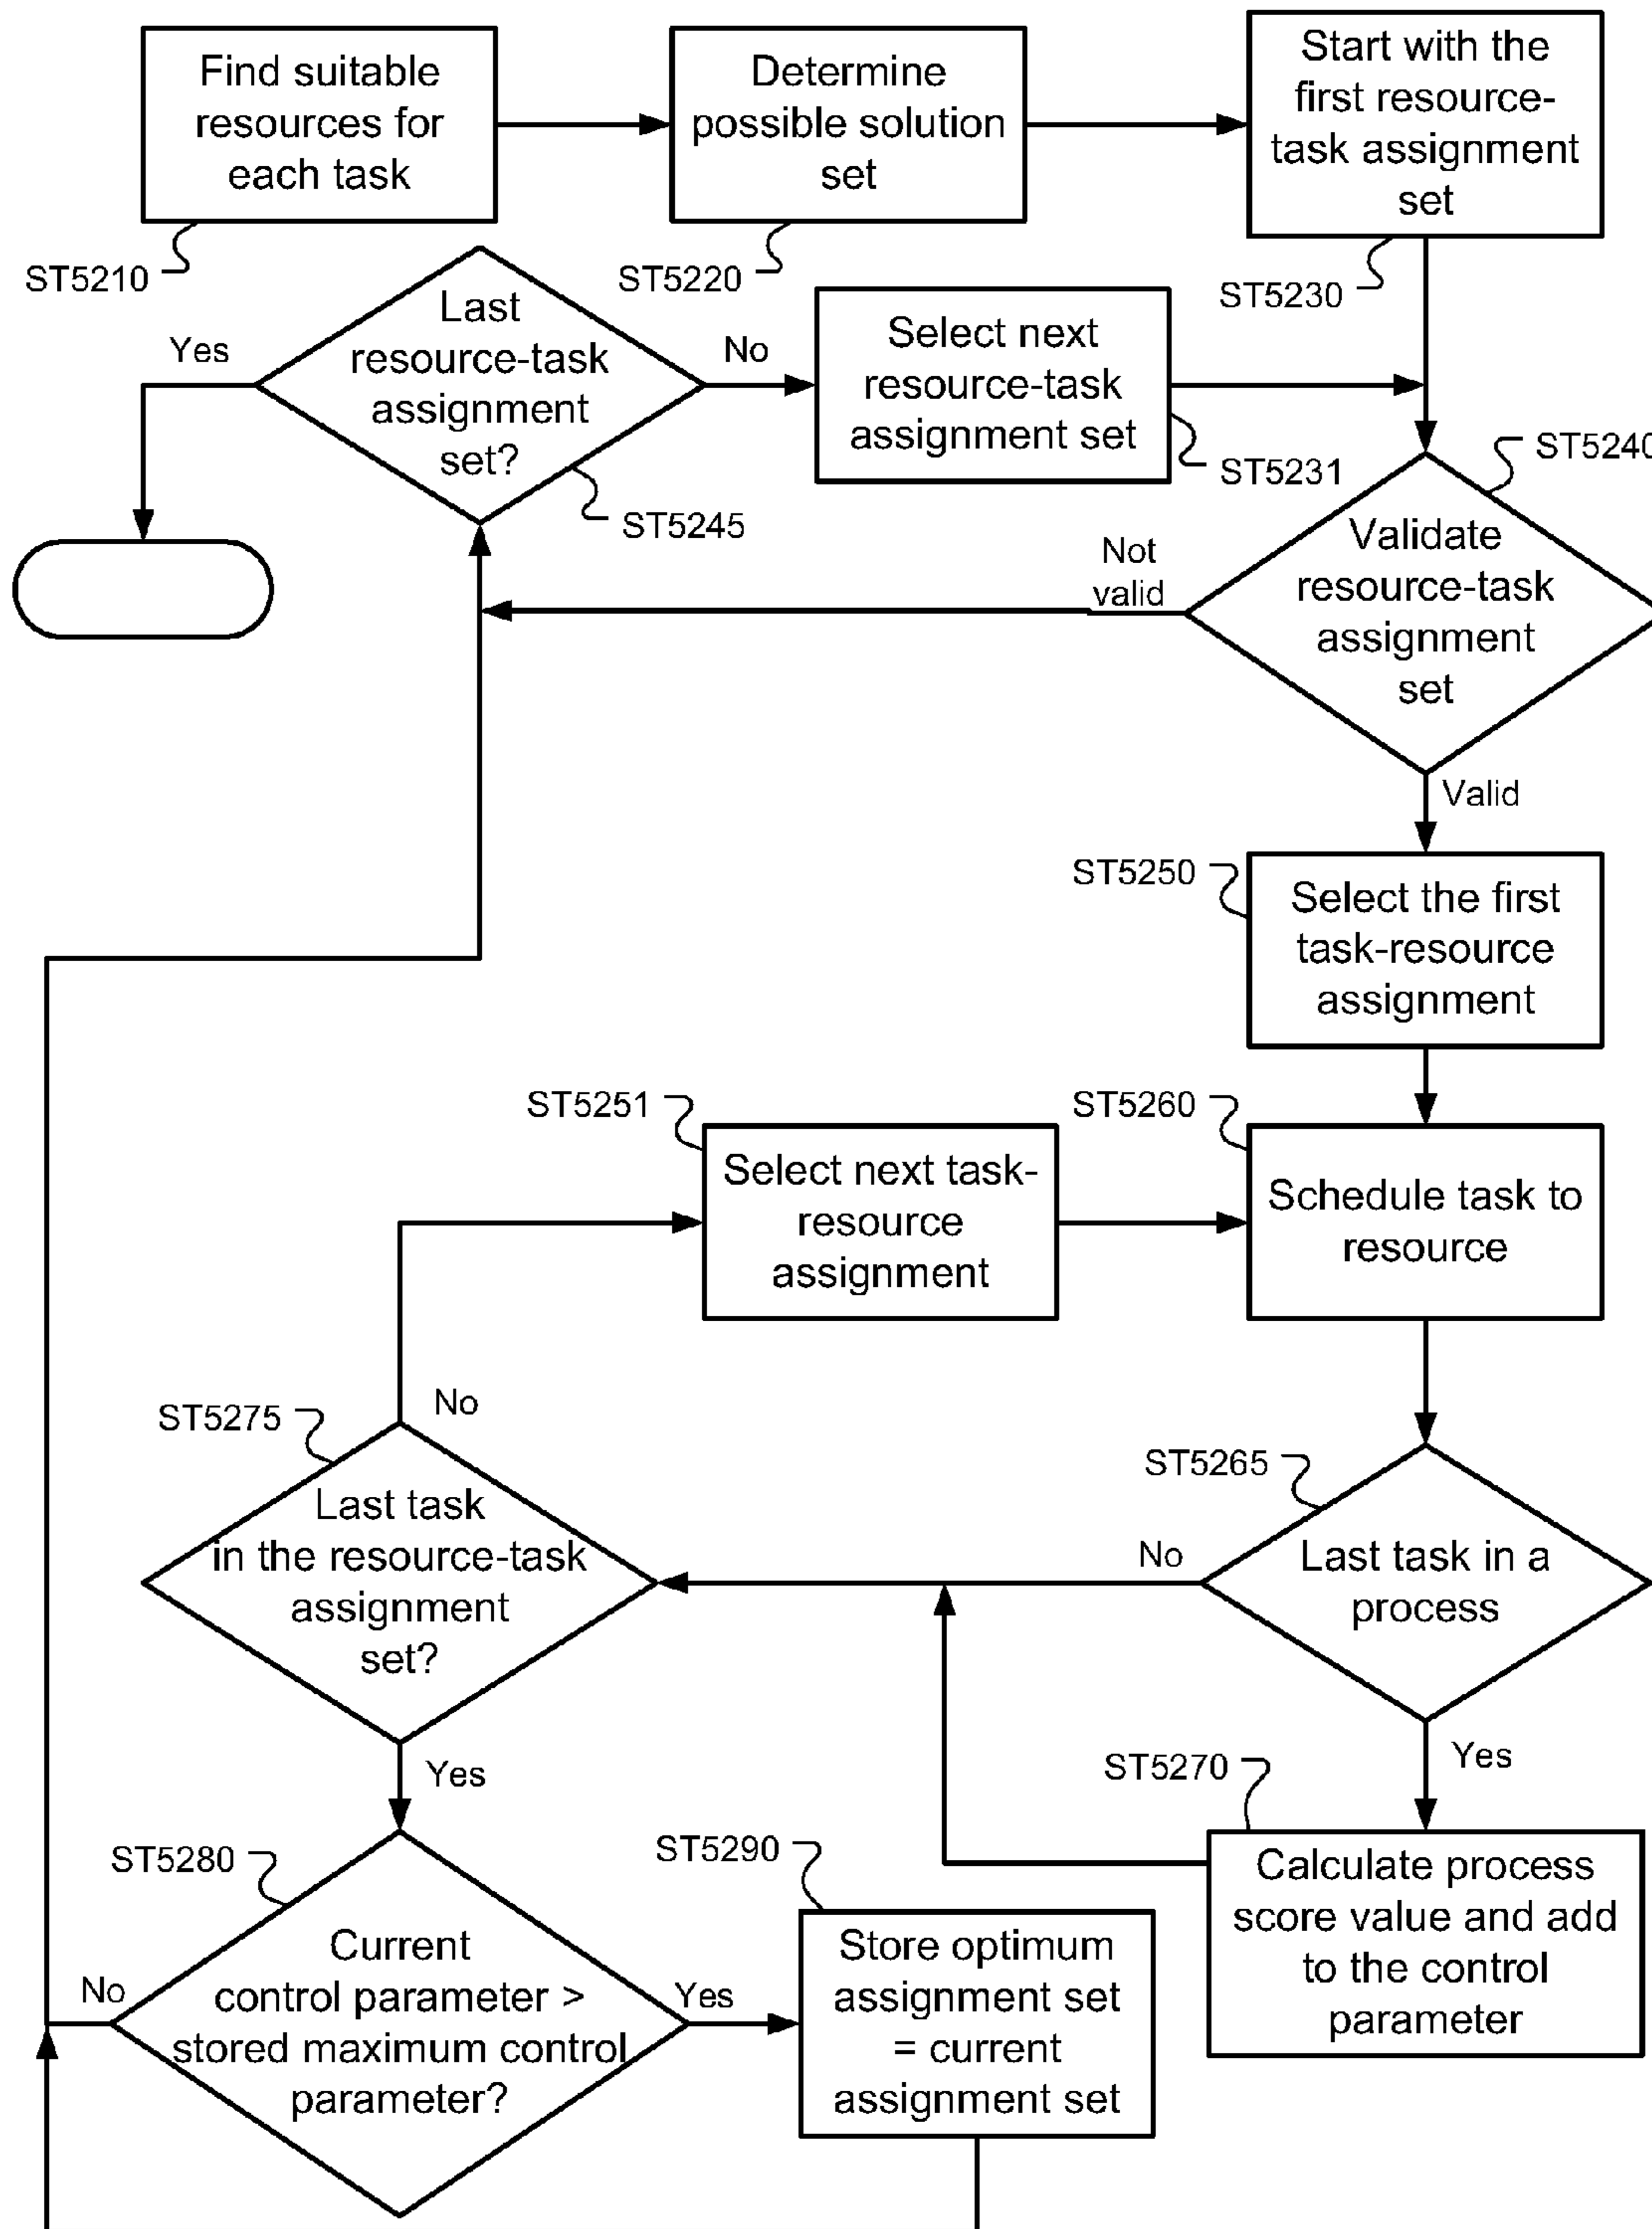 Find suitable
resources for
each task
Determine
possible solution
set
Start with the
first resource-
task assignment
set
ST5210
ST5220
ST5230
Last
resource-task
assignment
set?
Yes
No
Select next
resource-task
assignment set
ST5231
ST5245
ST5240
Validate
resource-task
assignment
set
Not
valid
Valid
ST5250
Select the first
task-resource
assignment
ST5251
Select next task-
resource
assignment
ST5260
Schedule task to
resource
ST5275
No
Last task
in the resource-task
assignment
set?
ST5265
No
Last task in a
process
Yes
Yes
ST5270
Calculate process
score value and add
to the control
parameter
ST5280
Current
control parameter >
stored maximum control
parameter?
No
Yes
ST5290
Store optimum
assignment set
= current
assignment set